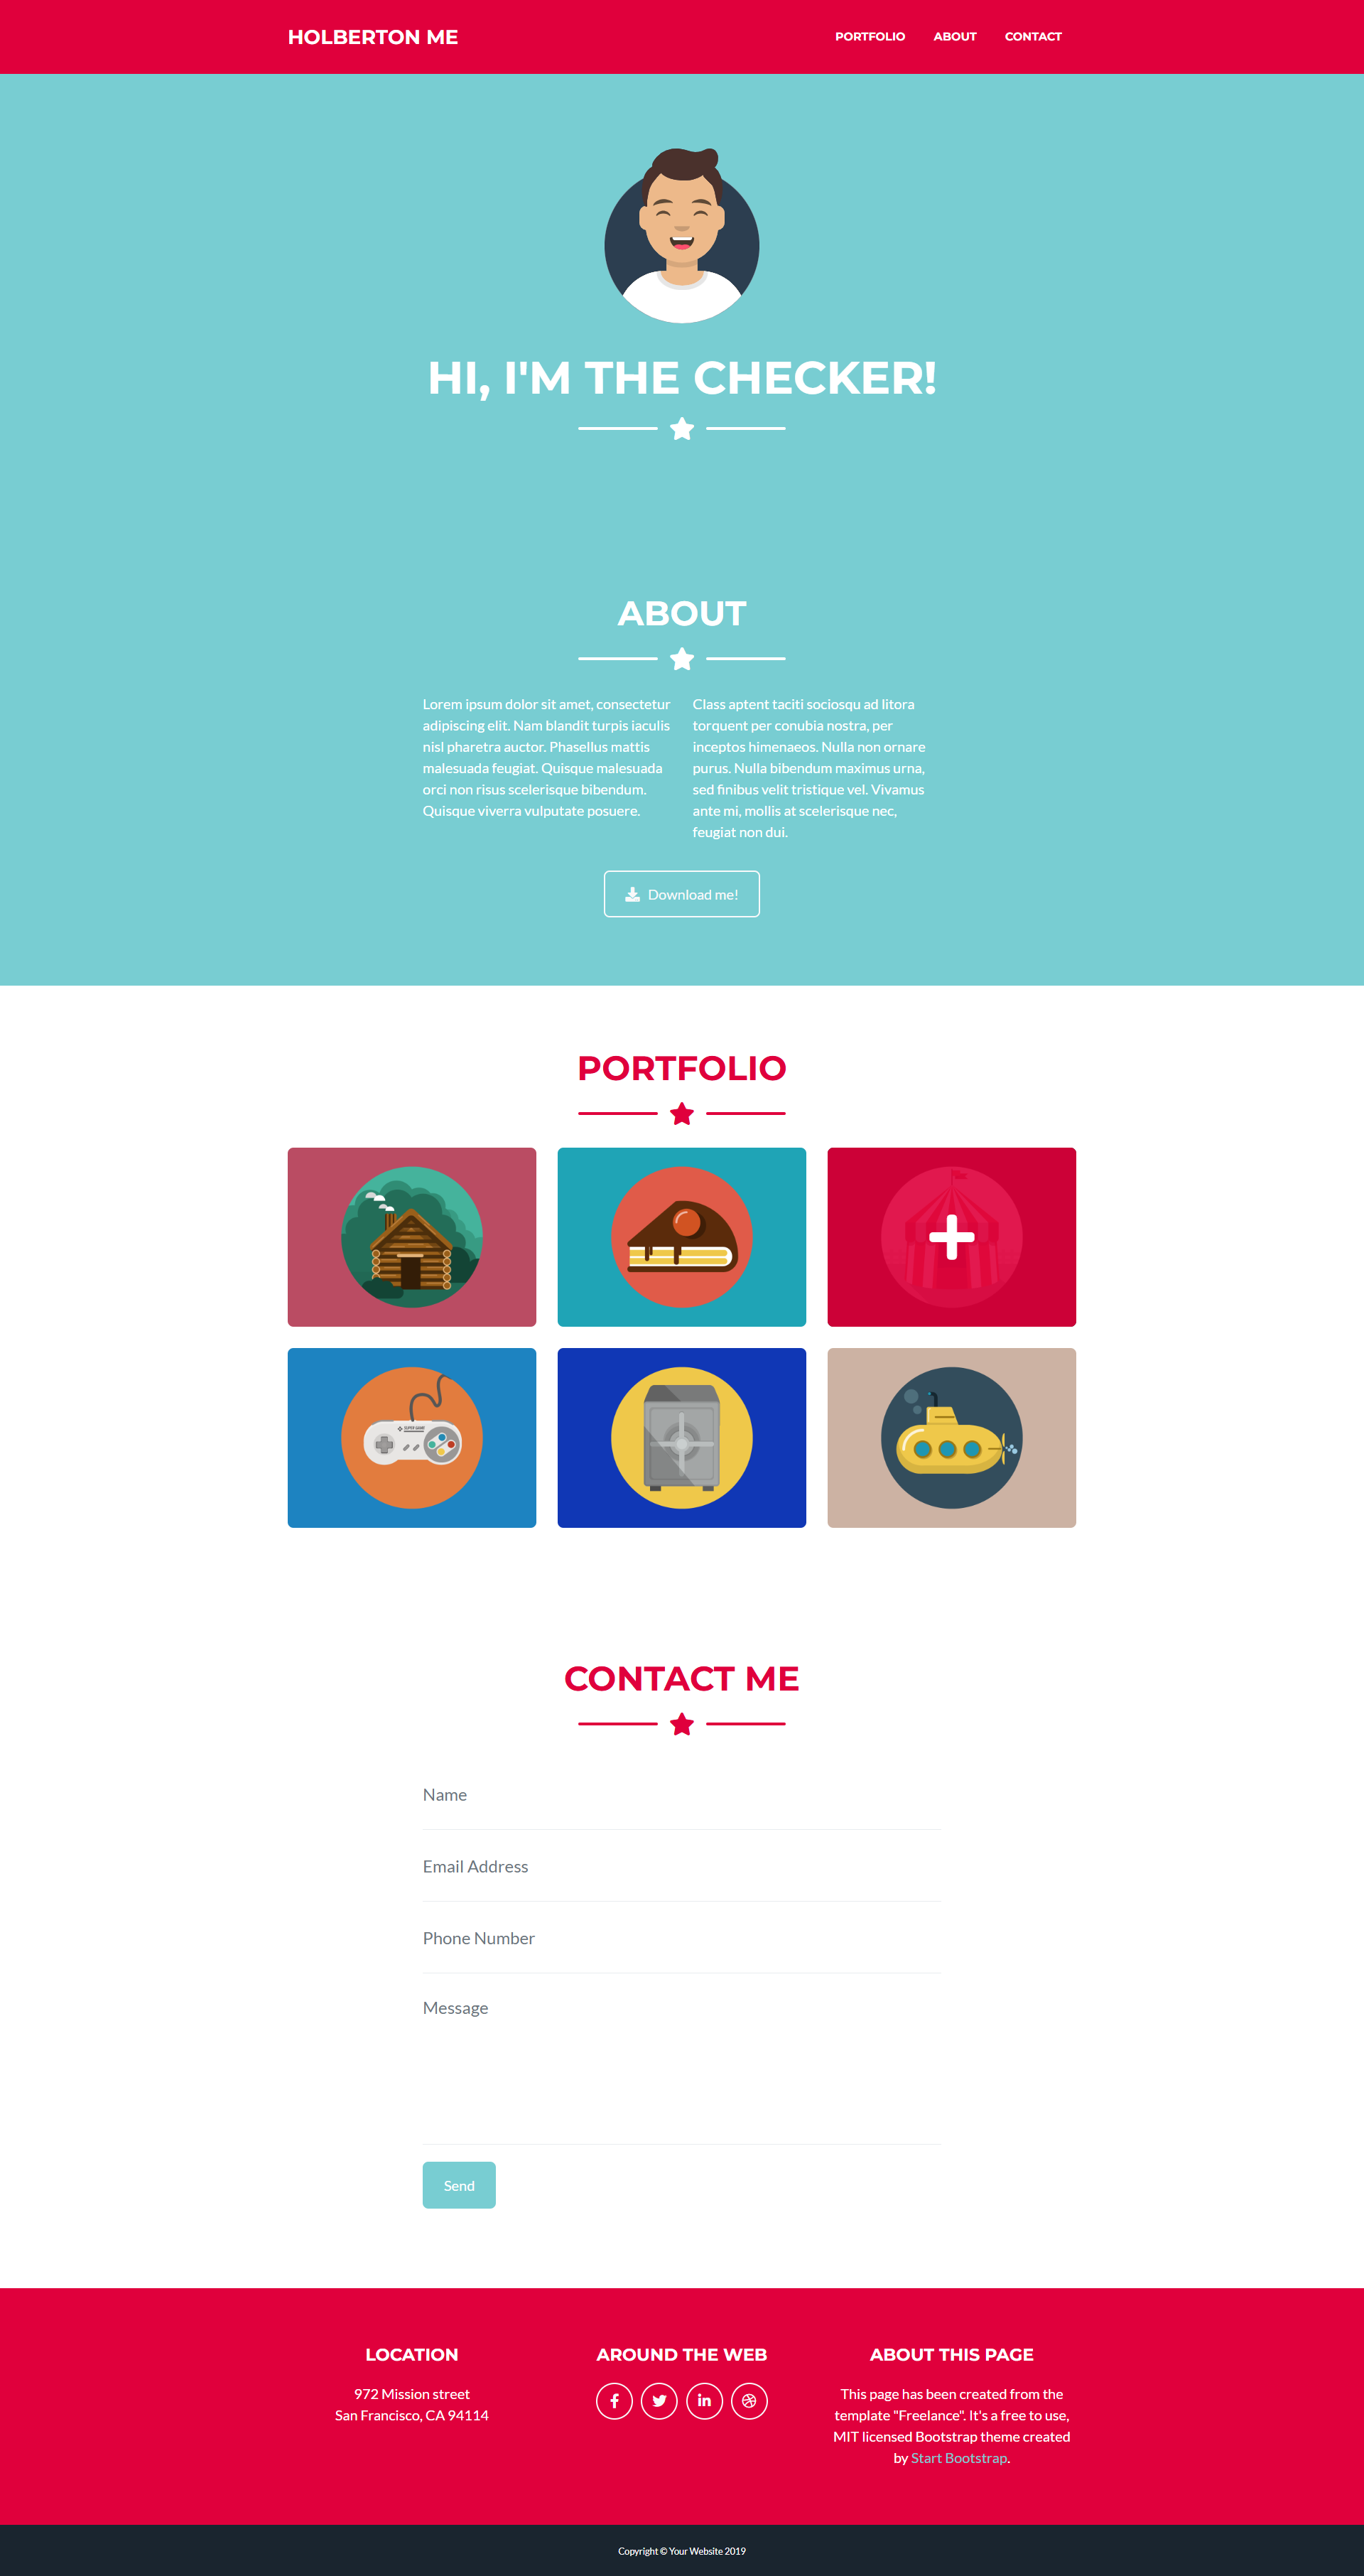 HOLBERTON ME
PORTFOLIO ABOUT CONTACT
HI, I'M THE CHECKER!
ABOUT
Lorem ipsum dolor sit amet, consectetur
adipiscing elit. Nam blandit turpis iaculis
nisl pharetra auctor. Phasellus mattis
malesuada feugiat. Quisque malesuada
orci non risus scelerisque bibendum.
Quisque viverra vulputate posuere.
Class aptent taciti sociosqu ad litora
torquent per conubia nostra, per
inceptos himenaeos. Nulla non ornare
purus. Nulla bibendum maximus urna,
sed finibus velit tristique vel. Vivamus
ante mi, mollis at scelerisque nec,
feugiat non dui.
Download me!
PORTFOLIO
SUPER GAME
CONTACT ME
Name
Email Address
Phone Number
Message
Send
LOCATION
972 Mission street
San Francisco, CA 94114
AROUND THE WEB
ABOUT THIS PAGE
This page has been created from the
template "Freelance". It's a free to use,
MIT licensed Bootstrap theme created
by Start Bootstrap.
Copyright © Your Website 2019